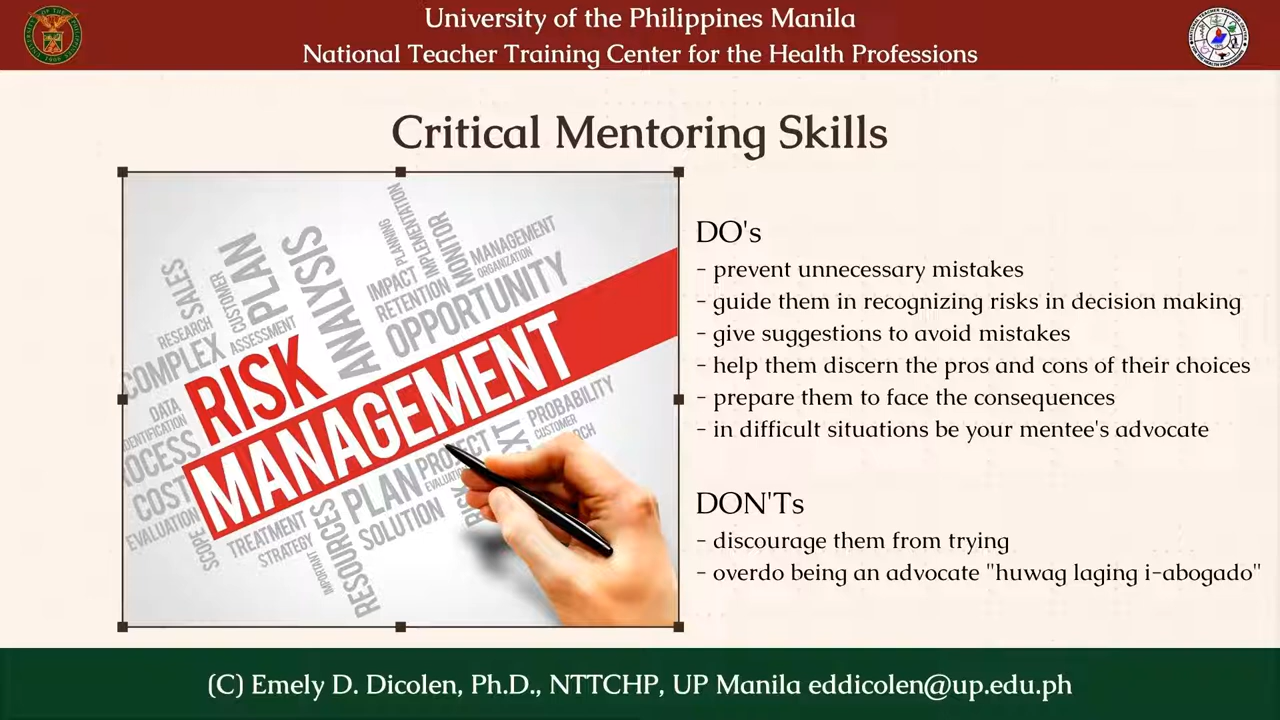 University of the Philippines Manila
National Teacher Training Center for the Health Professions
Critical Mentoring Skills
SALES
RESEARCH
CUSTOMER
PLAN
ASSESSMENT
ANALYSIS
PLANNING
IMPLEMENTATION
MONITOR
MANAGEMENT
ORGANIZATION
IMPACT
RETENTION
OPPORTUNITY
COMPLEX
RISK
MANAGEMENT
DATA
DENTIFICATION
OCESS
COST
EVALUATION
SCOPE
TREATMENT
STRATEGY
IMPORTANT
RESOURCES
PLAN
SOLUTION
PROJECT
PROBABILITY
CUSTOMER
DO's
- prevent unnecessary mistakes
- guide them in recognizing risks in decision making
- give suggestions to avoid mistakes
- help them discern the pros and cons of their choices
- prepare them to face the consequences
- in difficult situations be your mentee's advocate
DON'Ts
- discourage them from trying
- overdo being an advocate "huwag laging i-abogado"
(C) Emely D. Dicolen, Ph.D., NTTCHP, UP Manila eddicolen@up.edu.ph